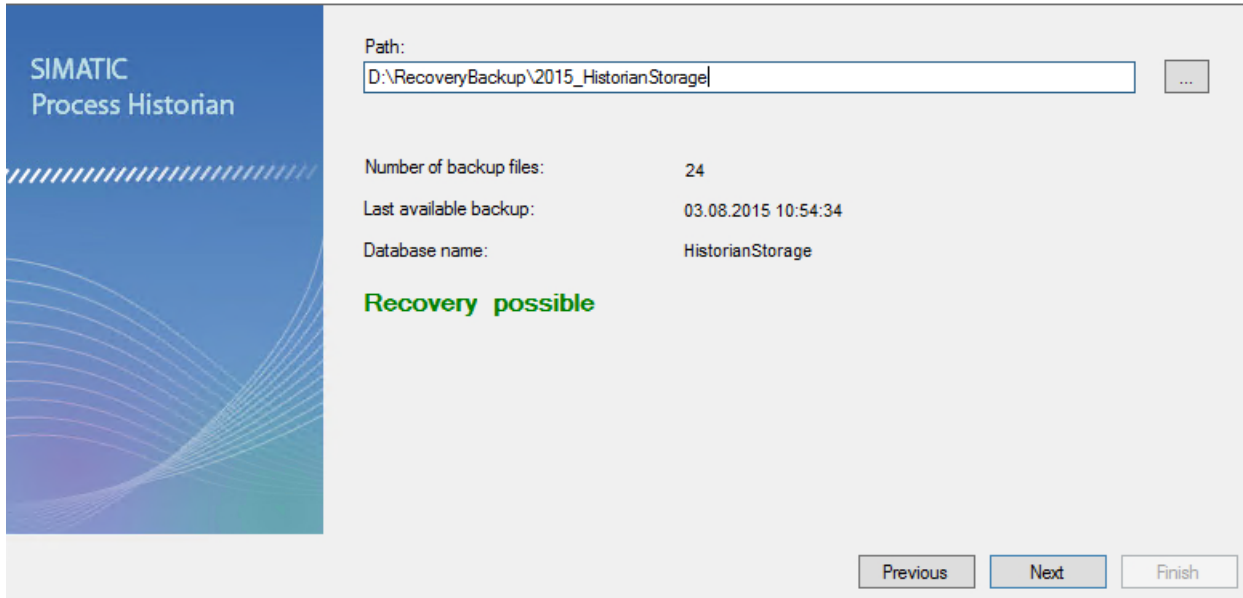 SIMATIC
Process Historian
Path:
D:\RecoveryBackup\2015_HistorianStorage
...
Number of backup files: 24
Last available backup: 03.08.2015 10:54:34
Database name: HistorianStorage
Recovery possible
Previous Next Finish